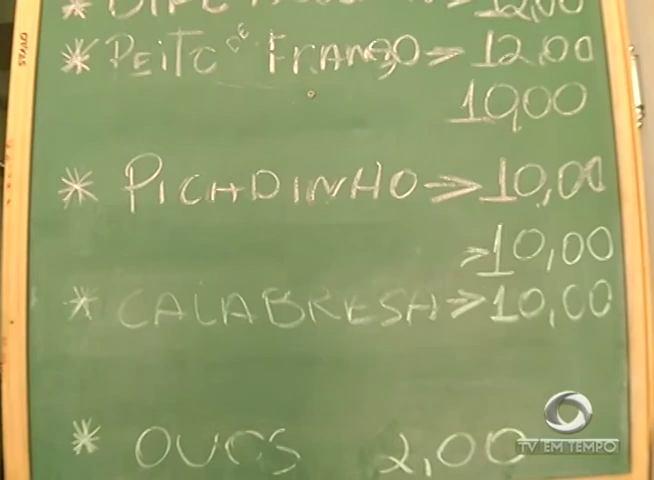 * PEITO DE FRANGO => 12,00
10,00
* PICADINHO => 10,00
> 10,00
* CALABRESA => 10,00
* OVOS 2,00
TV EM TEMPO